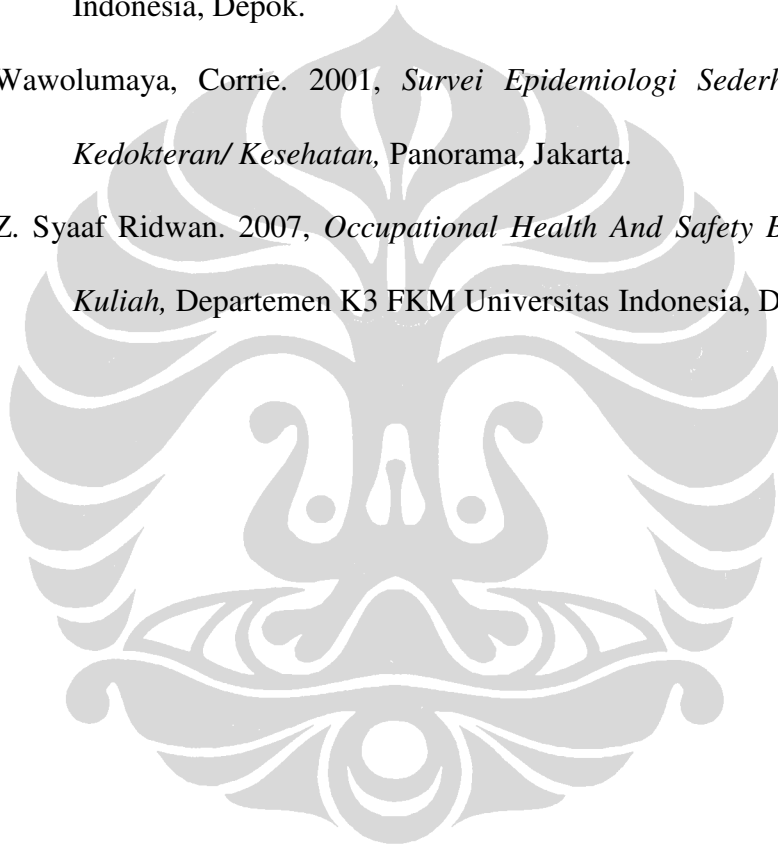 Indonesia, Depok.
Wawolumaya, Corrie. 2001, Survei Epidemiologi
Kedokteran/ Kesehatan, Panorama, Jakarta.
Z. Syaaf Ridwan. 2007, Occupational Health And Safety
Kuliah, Departemen K3 FKM Universitas Indonesia,